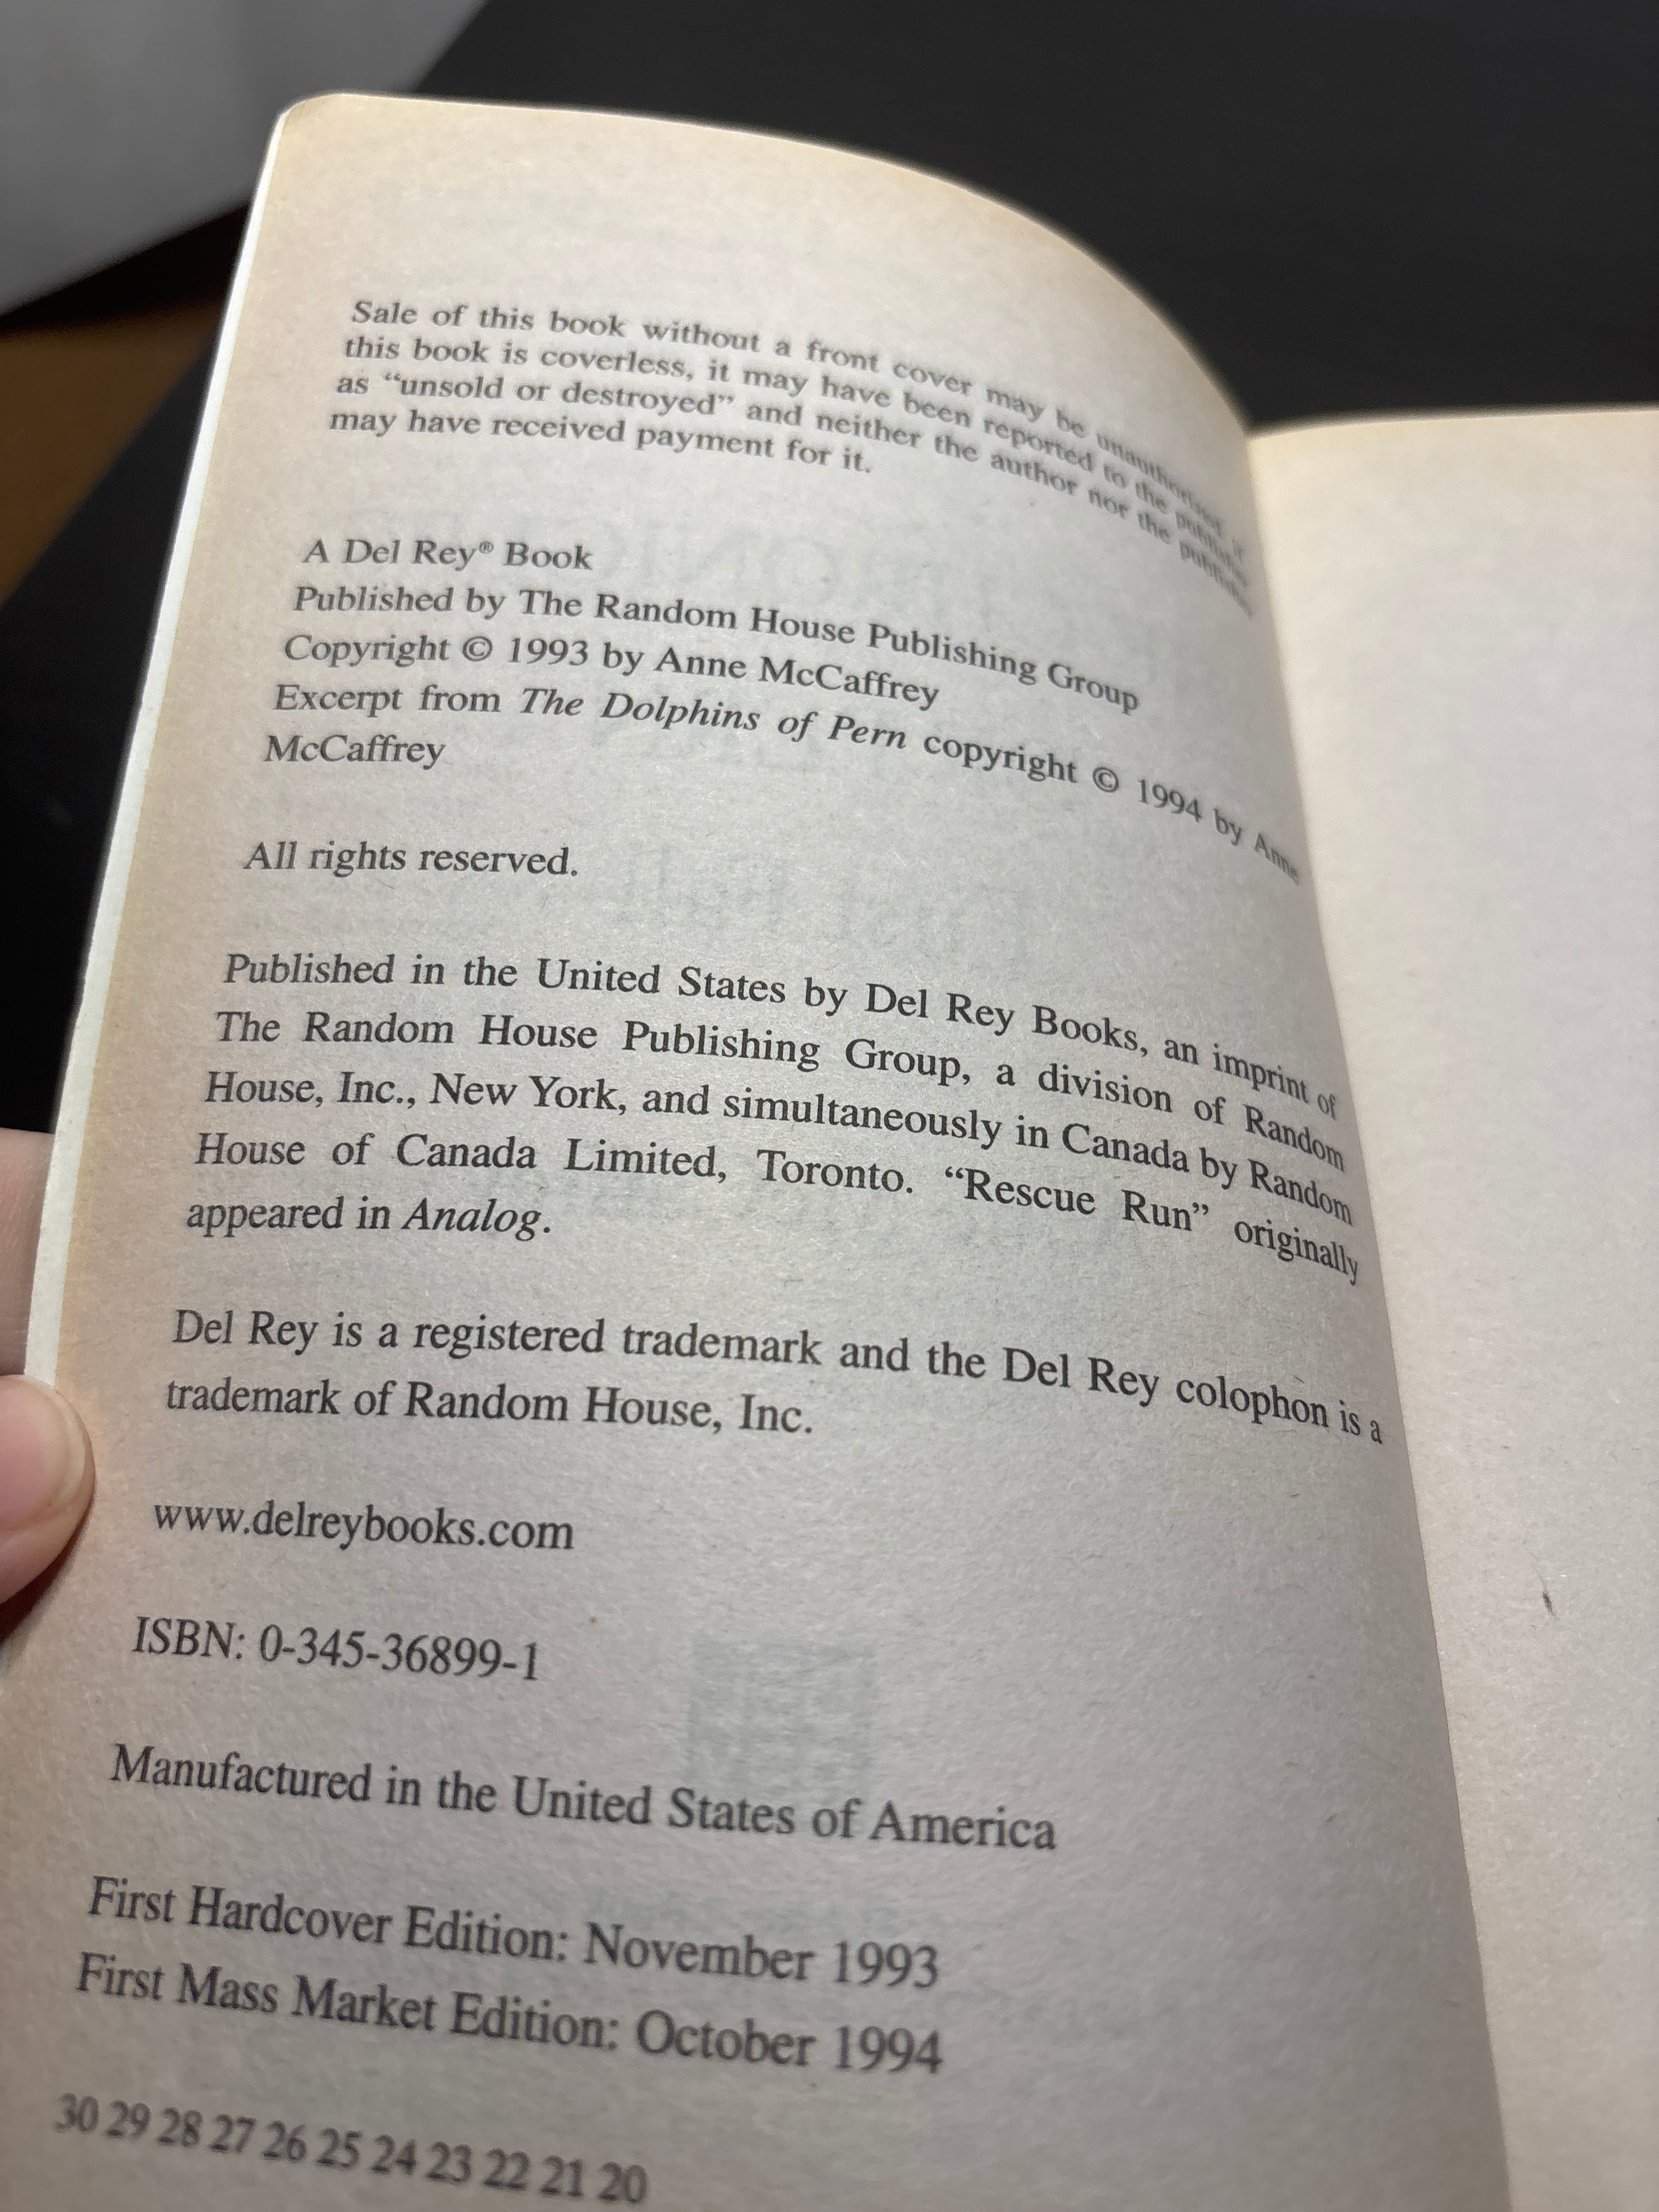 Sale of this book without a front cover may be unauthorized. If
this book is coverless, it may have been reported to the publisher
as “unsold or destroyed” and neither the author nor the publisher
may have received payment for it.
A Del Rey® Book
Published by The Random House Publishing Group
Copyright © 1993 by Anne McCaffrey
Excerpt from The Dolphins of Pern copyright © 1994 by Anne
McCaffrey
All rights reserved.
Published in the United States by Del Rey Books, an imprint of
The Random House Publishing Group, a division of Random
House, Inc., New York, and simultaneously in Canada by Random
House of Canada Limited, Toronto. “Rescue Run” originally
appeared in Analog.
Del Rey is a registered trademark and the Del Rey colophon is a
trademark of Random House, Inc.
www.delreybooks.com
ISBN: 0-345-36899-1
Manufactured in the United States of America
First Hardcover Edition: November 1993
First Mass Market Edition: October 1994
30 29 28 27 26 25 24 23 22 21 20